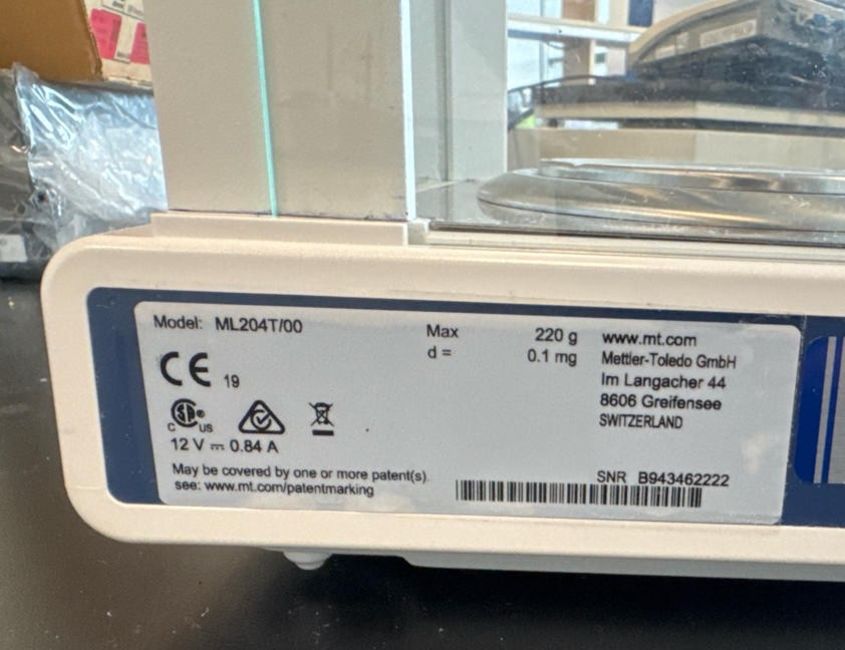 Model: ML204T/00
CE 19
C US
12 V ⎓ 0.84 A
May be covered by one or more patent(s).
see: www.mt.com/patentmarking
Max 220 g
d = 0.1 mg
www.mt.com
Mettler-Toledo GmbH
Im Langacher 44
8606 Greifensee
SWITZERLAND
SNR B943462222